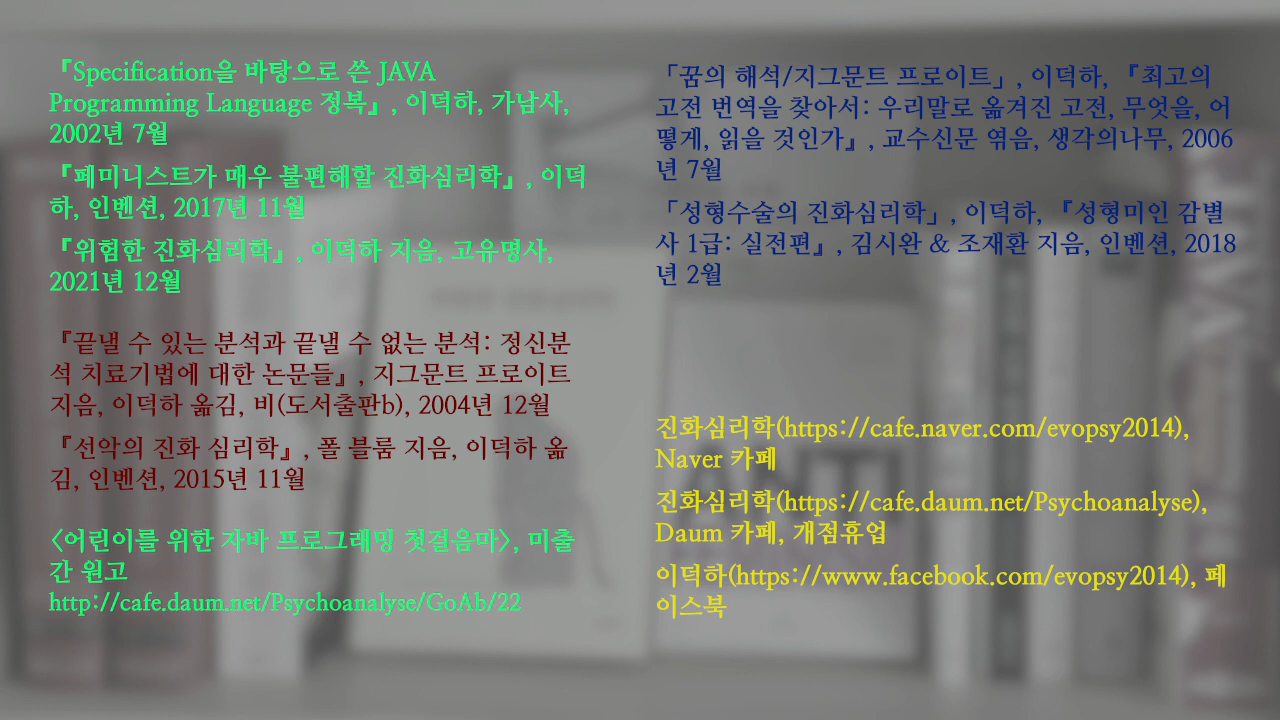 『Specification을 바탕으로 쓴 JAVA
Programming Language 정복』, 이덕하, 가남사,
2002년 7월
『페미니스트가 매우 불편해할 진화심리학』, 이덕
하, 인벤션, 2017년 11월
『위험한 진화심리학』, 이덕하 지음, 고유명사,
2021년 12월
『끝낼 수 있는 분석과 끝낼 수 없는 분석: 정신분
석 치료기법에 대한 논문들』, 지그문트 프로이트
지음, 이덕하 옮김, 비(도서출판b), 2004년 12월
『선악의 진화 심리학』, 폴 블룸 지음, 이덕하 옮
김, 인벤션, 2015년 11월
〈어린이를 위한 자바 프로그래밍 첫걸음마〉, 미출
간 원고
http://cafe.daum.net/Psychoanalyse/GoAb/22
「꿈의 해석/지그문트 프로이트」, 이덕하, 『최고의
고전 번역을 찾아서: 우리말로 옮겨진 고전, 무엇을, 어
떻게, 읽을 것인가』, 교수신문 엮음, 생각의나무, 2006
년 7월
「성형수술의 진화심리학」, 이덕하, 『성형미인 감별
사 1급: 실전편』, 김시완 & 조재환 지음, 인벤션, 2018
년 2월
진화심리학(https://cafe.naver.com/evopsy2014),
Naver 카페
진화심리학(https://cafe.daum.net/Psychoanalyse),
Daum 카페, 개점휴업
이덕하(https://www.facebook.com/evopsy2014), 페
이스북